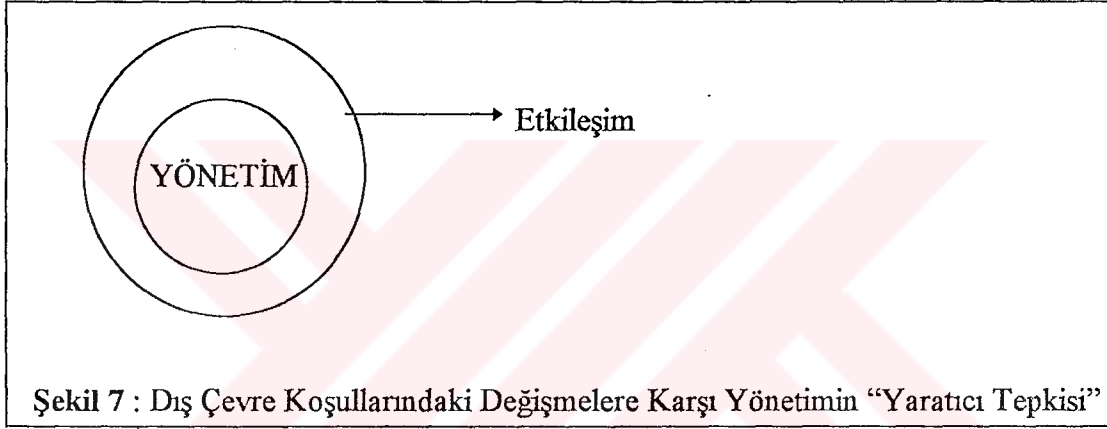 Etkileşim
YÖNETİM
Şekil 7 : Dış Çevre Koşullarındaki Değişmelere Karşı Yönetimin “Yaratıcı Tepkisi”